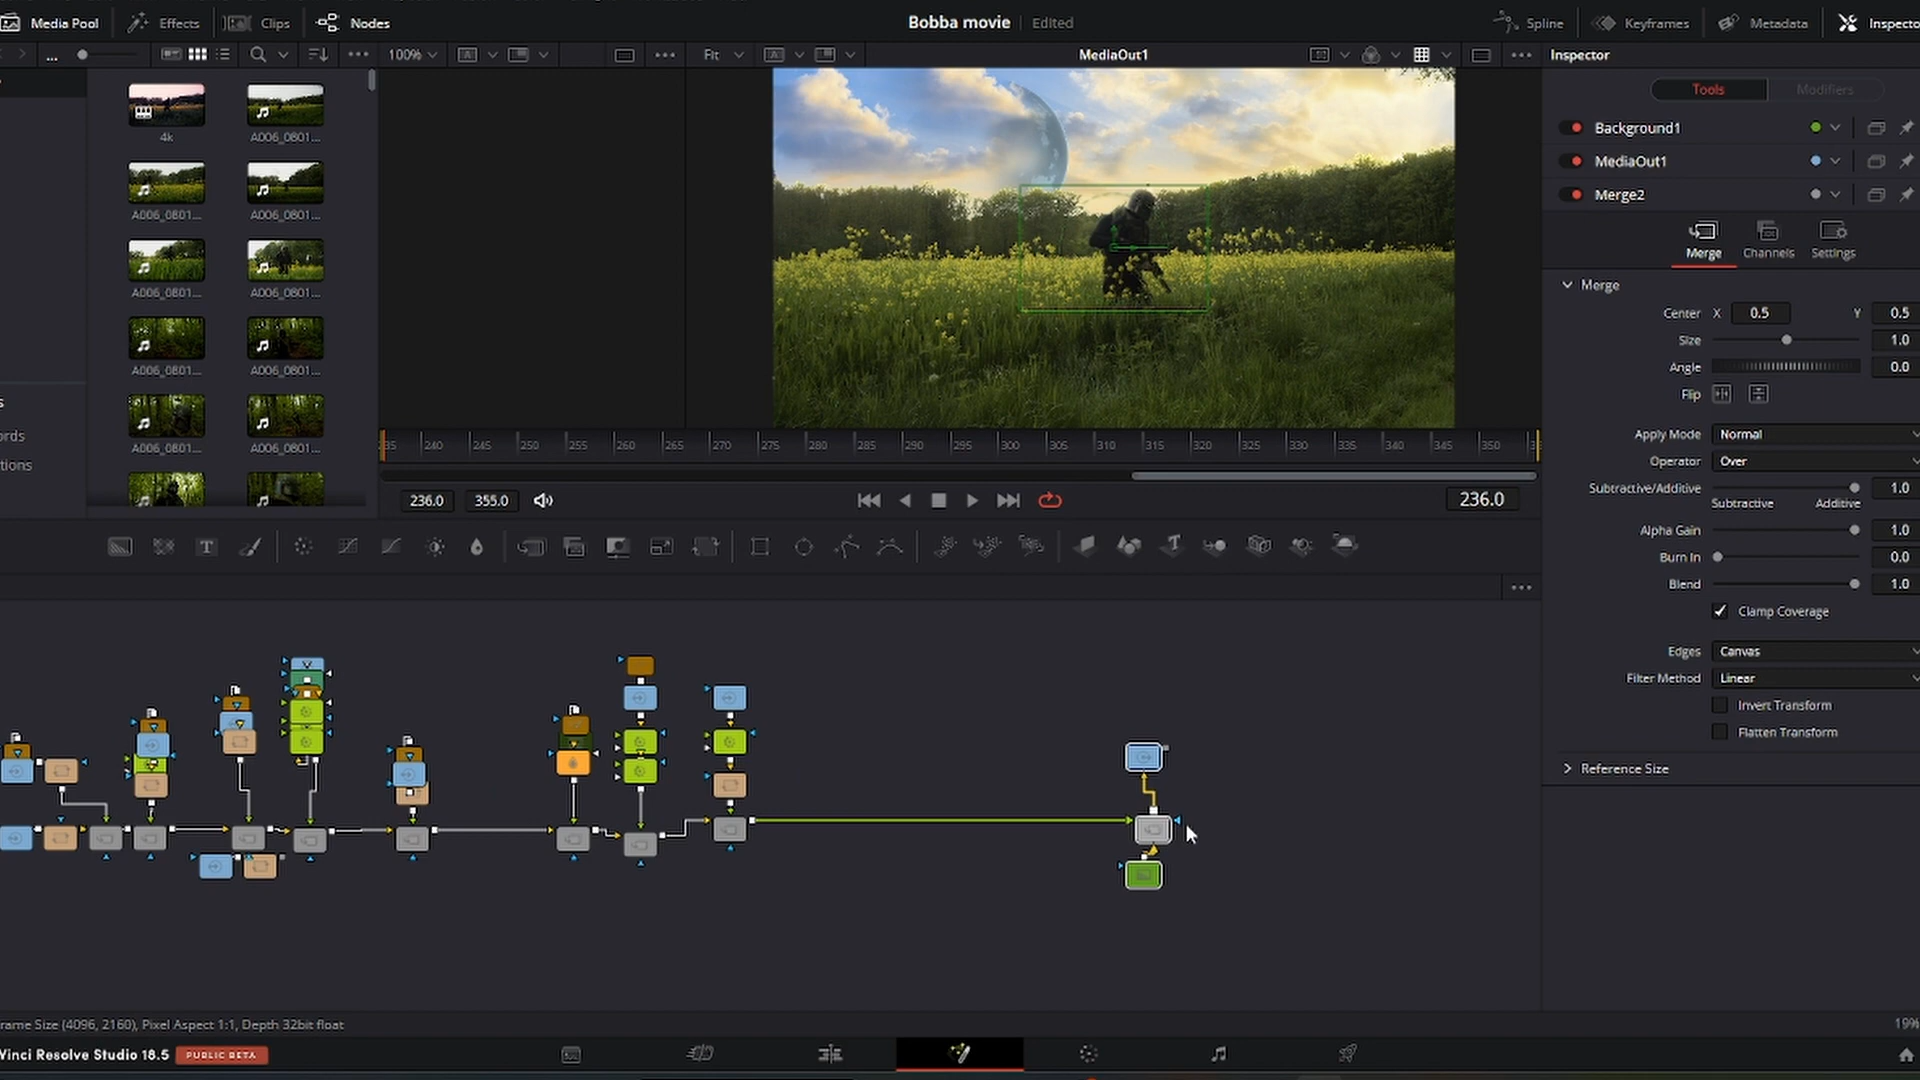 Media Pool
Effects
Clips
Nodes
Bobba movie
Edited
Spline
Keyframes
Metadata
Inspecto
...
100%
Fit
MediaOut1
Inspector
Tools
Modifiers
4k
A006_0801...
Background1
A006_0801...
A006_0801...
MediaOut1
Merge2
A006_0801...
A006_0801...
Merge
Channels
Settings
A006_0801...
A006_0801...
Merge
Center X 0.5 Y 0.5
Size 1.0
Angle 0.0
Flip
A006_0801...
A006_0801...
Apply Mode Normal
Operator Over
Subtractive/Additive 1.0
Subtractive Additive
Alpha Gain 1.0
Burn In 0.0
Blend 1.0
Clamp Coverage
Edges Canvas
Filter Method Linear
Invert Transform
Flatten Transform
Reference Size
s
ords
tions
35 240 245 250 255 260 265 270 275 280 285 290 295 300 305 310 315 320 325 330 335 340 345 350
236.0
355.0
236.0
T
rame Size (4096, 2160), Pixel Aspect 1:1, Depth 32bit float
19%
Vinci Resolve Studio 18.5
PUBLIC BETA